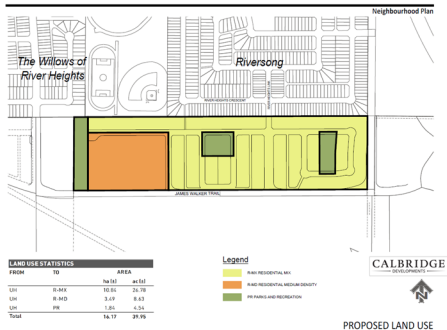 Neighbourhood Plan
The Willows of
River Heights
Riversong
RIVER HEIGHTS CRESCENT
JAMES WALKER TRAIL
LAND USE STATISTICS
FROM TO AREA
ha (±) ac (±)
UH R-MX 10.84 26.78
UH R-MD 3.49 8.63
UH PR 1.84 4.54
Total 16.17 39.95
Legend
R-MX RESIDENTIAL MIX
R-MD RESIDENTIAL MEDIUM DENSITY
PR PARKS AND RECREATION
CALBRIDGE
DEVELOPMENTS
N
PROPOSED LAND USE